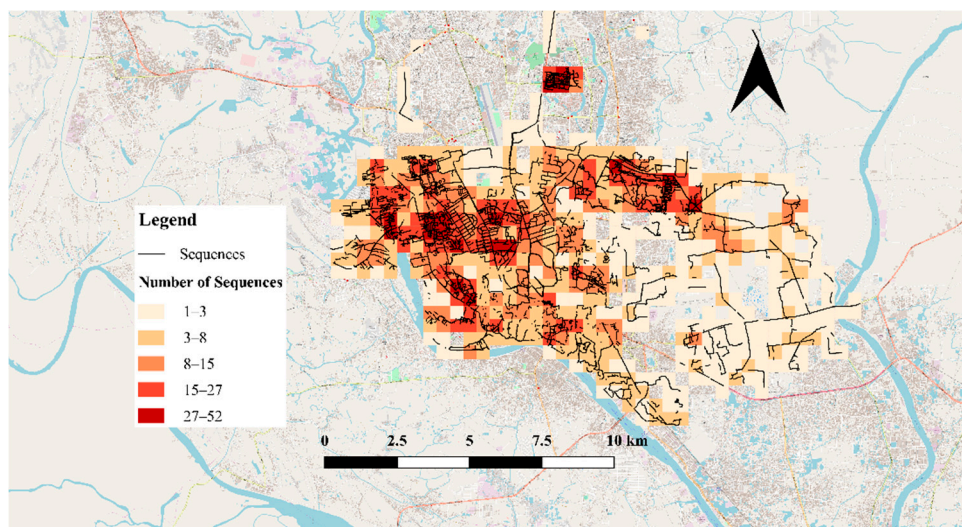 Legend
Sequences
Number of Sequences
1–3
3–8
8–15
15–27
27–52
0 2.5 5 7.5 10 km